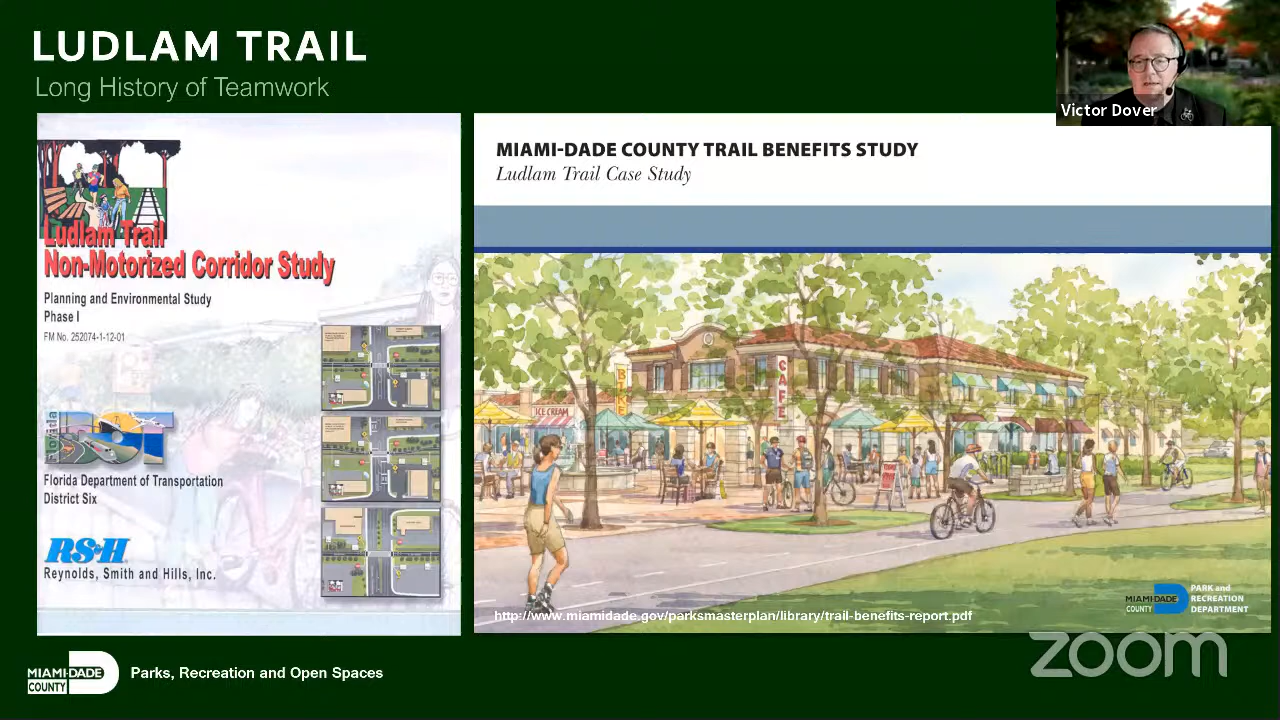 LUDLAM TRAIL
Long History of Teamwork
Victor Dover
Ludlam Trail
Non-Motorized Corridor Study
Planning and Environmental Study
Phase I
FM No. 252074-1-12-01
Florida Department of Transportation
District Six
RS&H
Reynolds, Smith and Hills, Inc.
MIAMI-DADE COUNTY TRAIL BENEFITS STUDY
Ludlam Trail Case Study
BIKE
CAFE
ICE CREAM
http://www.miamidade.gov/parksmasterplan/library/trail-benefits-report.pdf
MIAMI-DADE
COUNTY
PARK and
RECREATION
DEPARTMENT
MIAMI-DADE
COUNTY
Parks, Recreation and Open Spaces
zoom